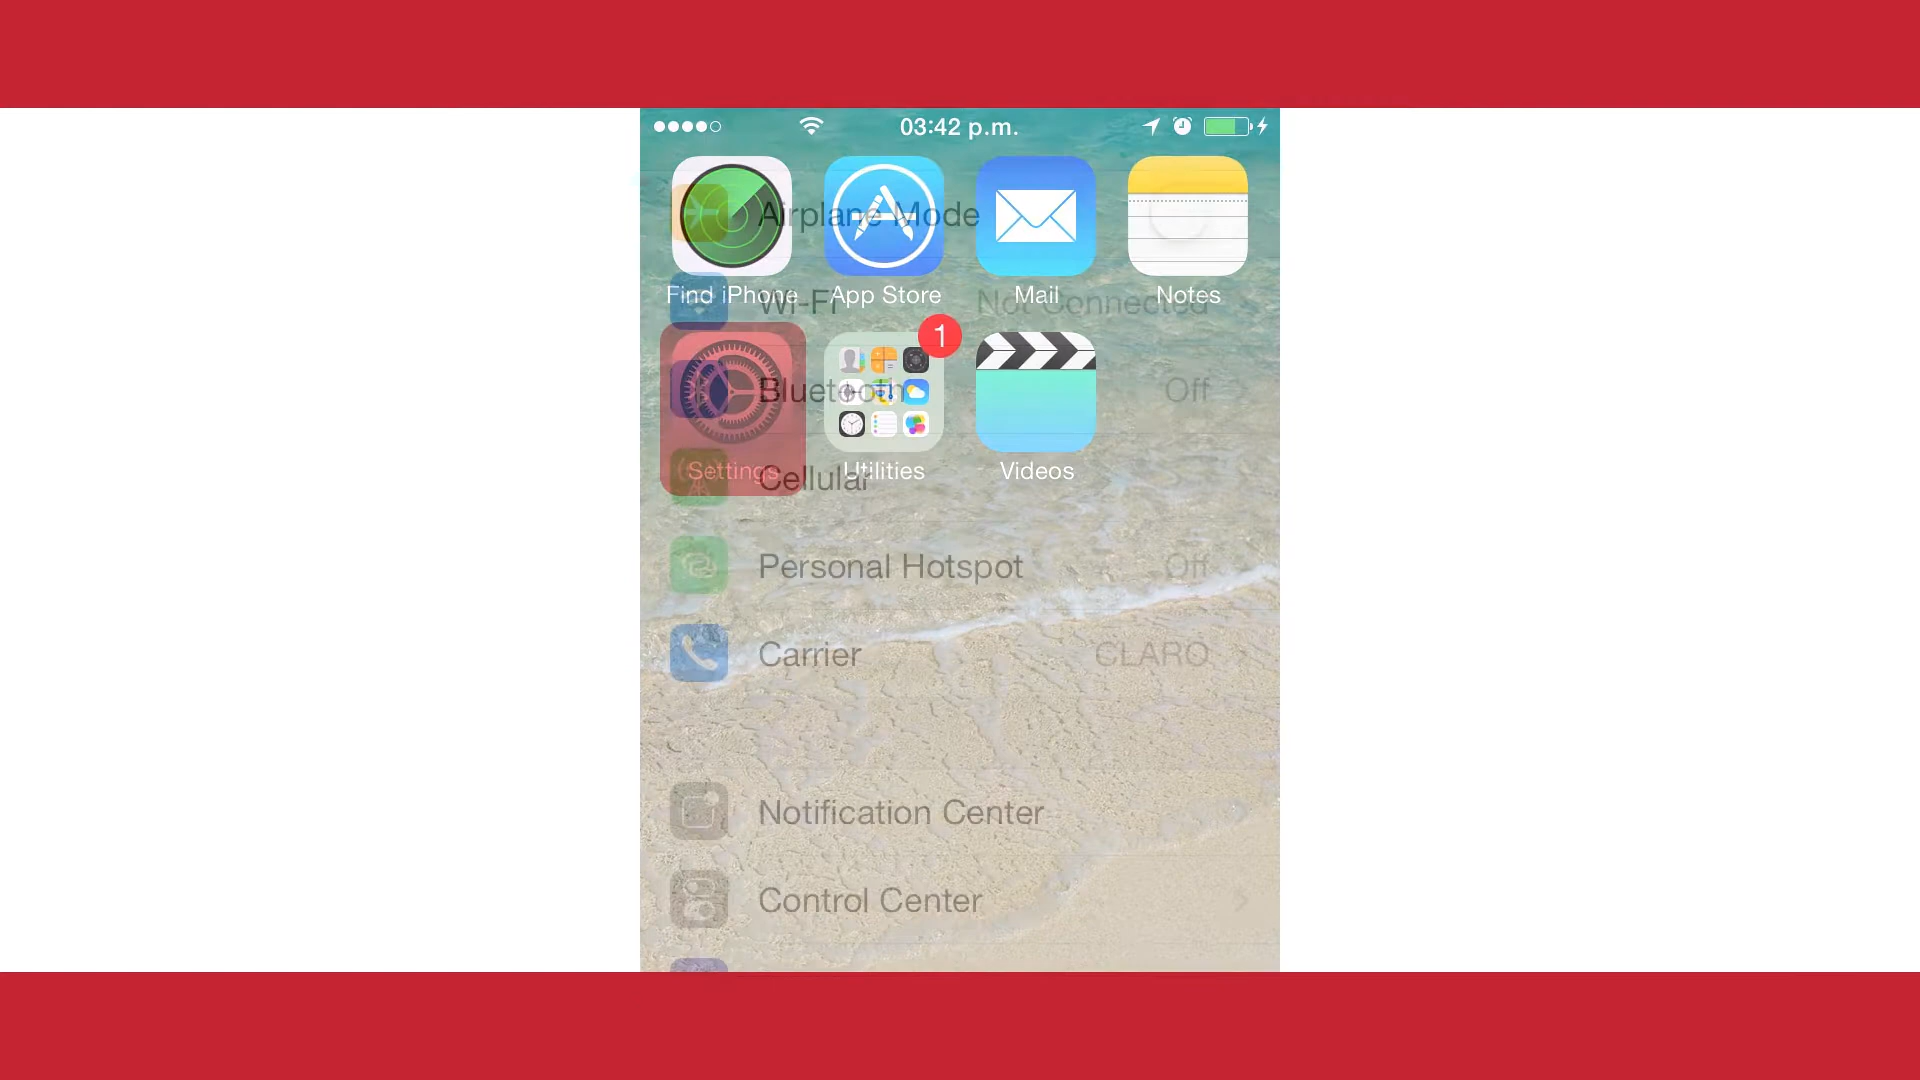 03:42 p.m.
Airplane Mode
Find iPhone App Store Mail Notes
Wi-Fi Not Connected
1
Bluetooth Off
Settings Utilities Videos
Cellular
Personal Hotspot Off
Carrier CLARO
Notification Center
Control Center